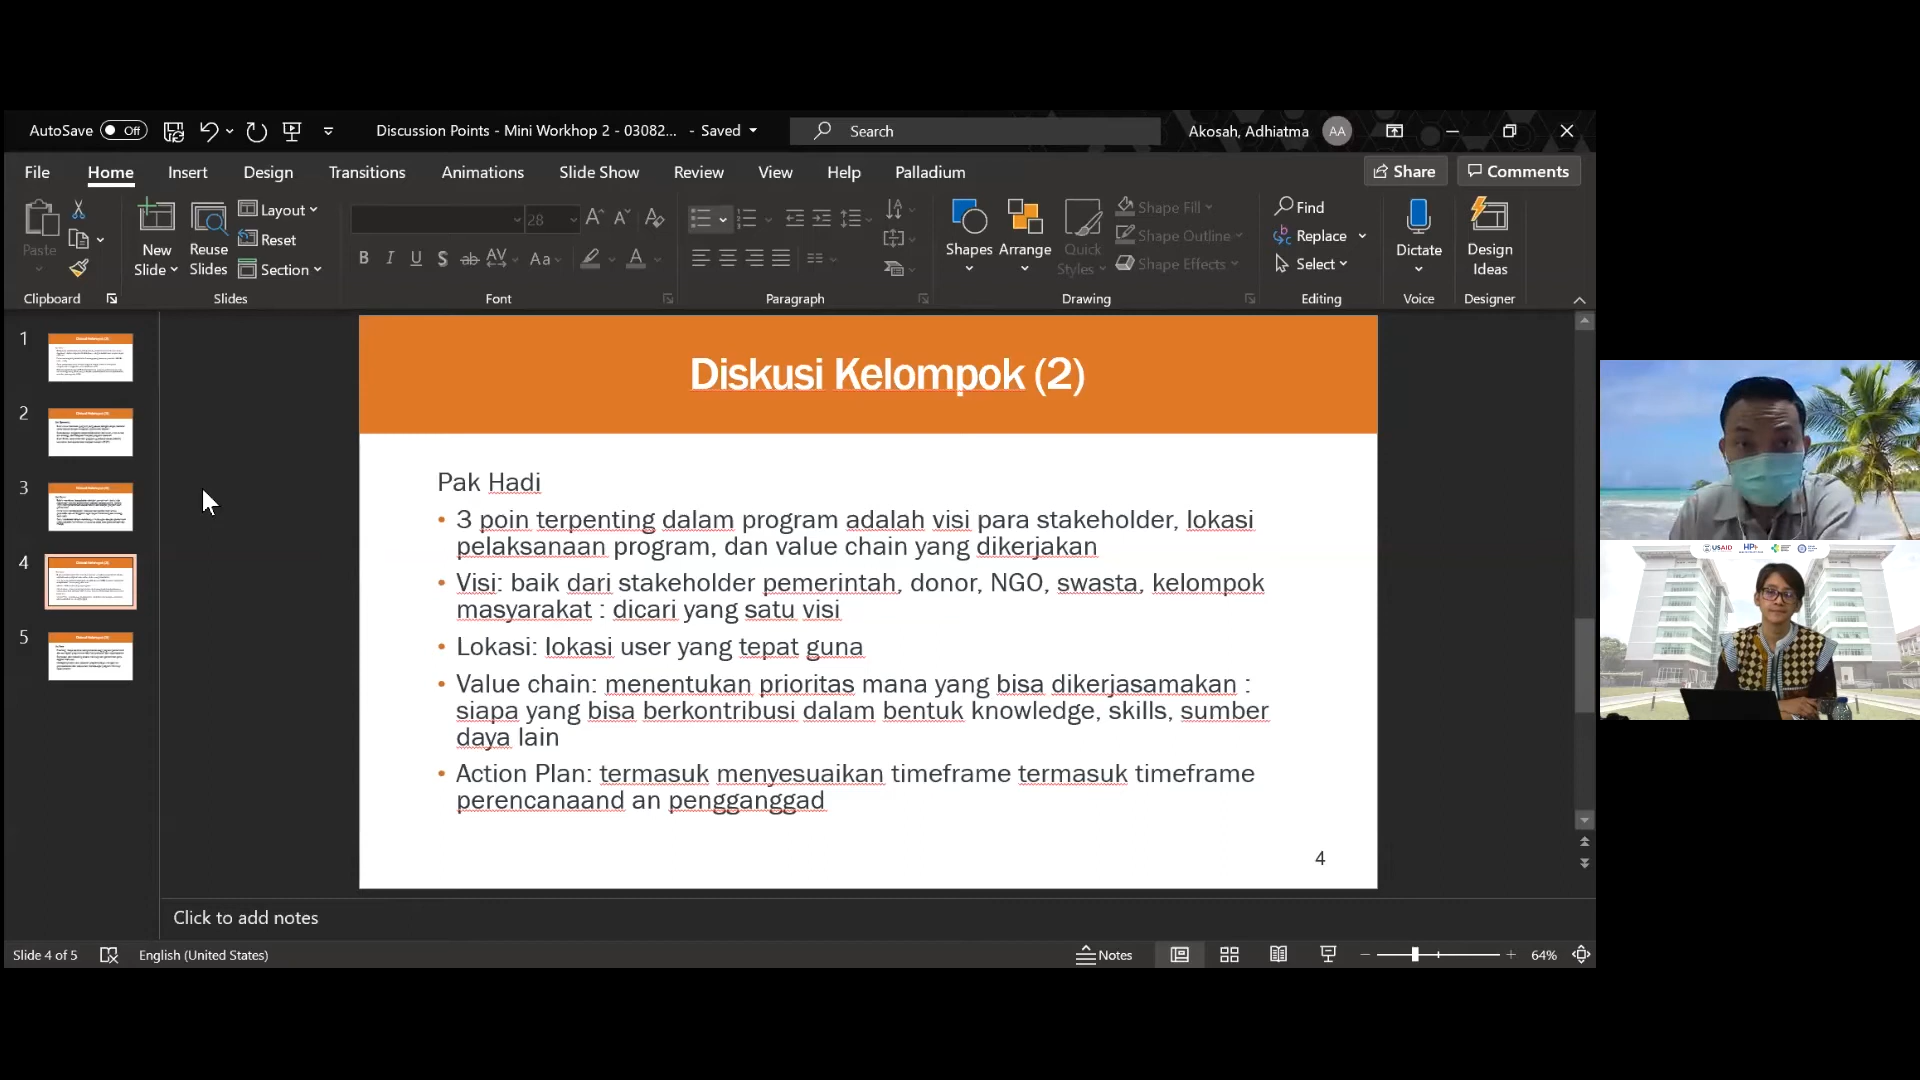 AutoSave Off
Discussion Points - Mini Workhop 2 - 03082... - Saved
Search
Akosah, Adhiatma AA
File Home Insert Design Transitions Animations Slide Show Review View Help Palladium
Share Comments
Paste
New Slide
Reuse Slides
Layout
Reset
Section
28
B I U S ab AV Aa A
Shapes
Arrange
Quick Styles
Shape Fill
Shape Outline
Shape Effects
Find
Replace
Select
Dictate
Design Ideas
Clipboard Slides Font Paragraph Drawing Editing Voice Designer
1
2
3
4
5
Diskusi Kelompok (2)
Pak Hadi
• 3 poin terpenting dalam program adalah visi para stakeholder, lokasi
pelaksanaan program, dan value chain yang dikerjakan
• Visi: baik dari stakeholder pemerintah, donor, NGO, swasta, kelompok
masyarakat : dicari yang satu visi
• Lokasi: lokasi user yang tepat guna
• Value chain: menentukan prioritas mana yang bisa dikerjasamakan :
siapa yang bisa berkontribusi dalam bentuk knowledge, skills, sumber
daya lain
• Action Plan: termasuk menyesuaikan timeframe termasuk timeframe
perencanaand an pengganggad
4
USAID HP+
Click to add notes
Slide 4 of 5 English (United States) Notes 64%